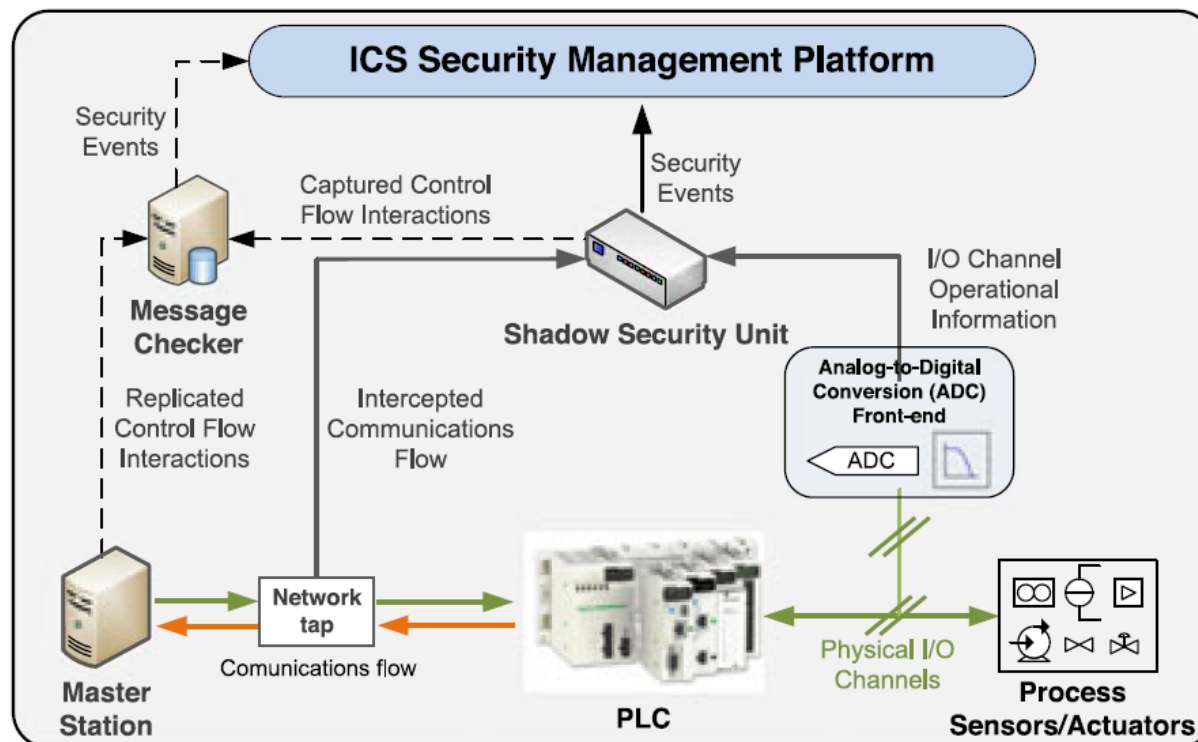 ICS Security Management Platform
Security
Events
Captured Control
Flow Interactions
Security
Events
I/O Channel
Operational
Information
Message
Checker
Shadow Security Unit
Analog-to-Digital
Conversion (ADC)
Front-end
ADC
Replicated
Control Flow
Interactions
Intercepted
Communications
Flow
Network
tap
Comunications flow
Physical I/O
Channels
Master
Station
PLC
Process
Sensors/Actuators